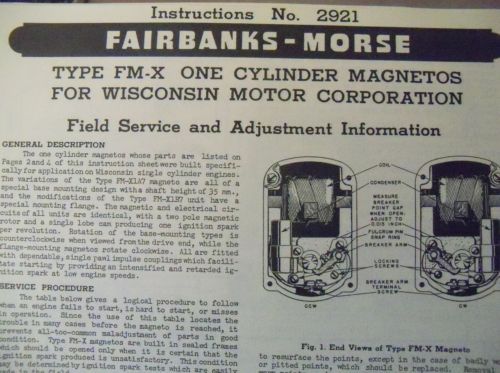 Instructions No. 2921
FAIRBANKS-MORSE
TYPE FM-X ONE CYLINDER MAGNETOS
FOR WISCONSIN MOTOR CORPORATION
Field Service and Adjustment Information
GENERAL DESCRIPTION
The one cylinder magnetos whose parts are listed on
Pages 2 and 4 of this instruction sheet were built specifi-
cally for application on Wisconsin single cylinder engines.
The variations of the Type FM-X1A7 magneto are all of a
special base mounting design with a shaft height of 35 mm.,
and the modifications of the Type FM-X1B7 unit have a
special mounting flange. The magnetic and electrical cir-
cuits of all units are identical, with a two pole magnetic
rotor and a single lobe cam producing one ignition spark
per revolution. Rotation of the base-mounting types is
counterclockwise when viewed from the drive end, while the
flange-mounting magnetos rotate clockwise. All are fitted
with dependable, single pawl impulse couplings which facili-
tate starting by providing an intensified and retarded ig-
nition spark at low engine speeds.
SERVICE PROCEDURE
The table below gives a logical procedure to follow
when an engine fails to start, is hard to start, or misses
in operation. Since the use of this table locates the
trouble in many cases before the magneto is reached, it
prevents all-too-common maladjustment of parts in good
condition. Type FM-X magnetos are built in sealed frames
which should be opened only when it is certain that the
ignition spark produced is unsatisfactory. This condition
may be determined by ignition spark tests which are easily
COIL
CONDENSER
MEASURE
BREAKER
POINT GAP
WHEN OPEN.
ADJUST TO
0.015 INCH
FULCRUM PIN
SNAP RING
BREAKER ARM
LOCKING
SCREWS
BREAKER ARM
TERMINAL
SCREW
CCW
CW
Fig. 1. End Views of Type FM-X Magneto
to resurface the points, except in the case of badly wo
or pitted points, which should be replaced. Removal